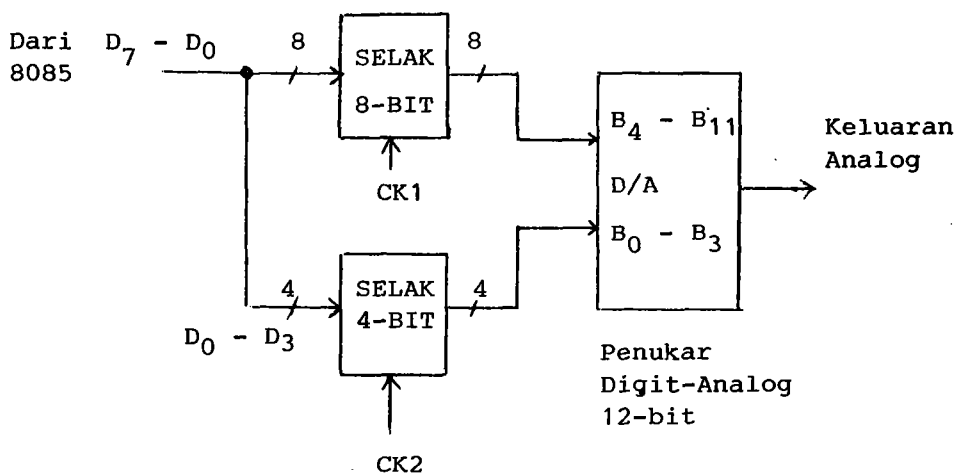 Dari D7 - D0
8085
8
SELAK
8-BIT
8
CK1
4
D0 - D3
SELAK
4-BIT
4
CK2
B4 - B11
D/A
B0 - B3
Keluaran
Analog
Penukar
Digit-Analog
12-bit